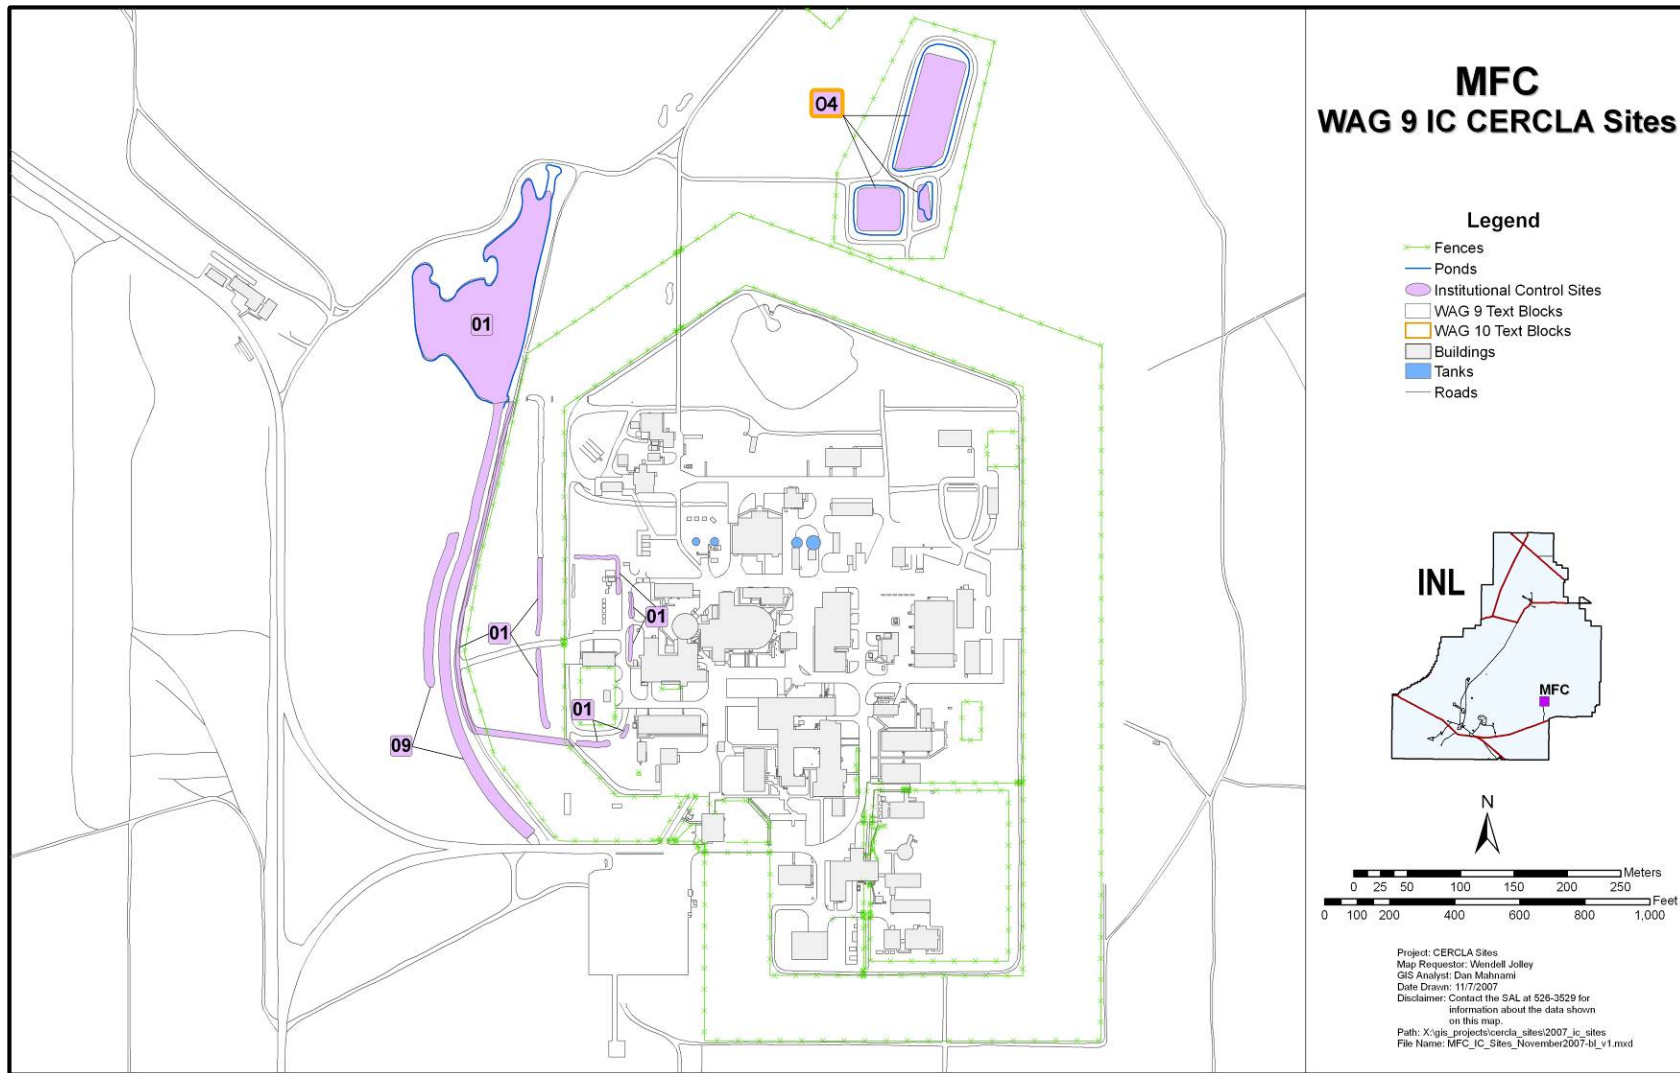 MFC
WAG 9 IC CERCLA Sites
Legend
Fences
Ponds
Institutional Control Sites
WAG 9 Text Blocks
WAG 10 Text Blocks
Buildings
Tanks
Roads
04
01
01
01
01
09
INL
MFC
N
Meters
0 25 50 100 150 200 250
Feet
0 100 200 400 600 800 1,000
Project: CERCLA Sites
Map Requestor: Wendell Jolley
GIS Analyst: Dan Mahnami
Date Drawn: 11/7/2007
Disclaimer: Contact the SAL at 526-3529 for
information about the data shown
on this map.
Path: X:\gis_projects\cercla_sites\2007_ic_sites
File Name: MFC_IC_Sites_November2007-bl_v1.mxd